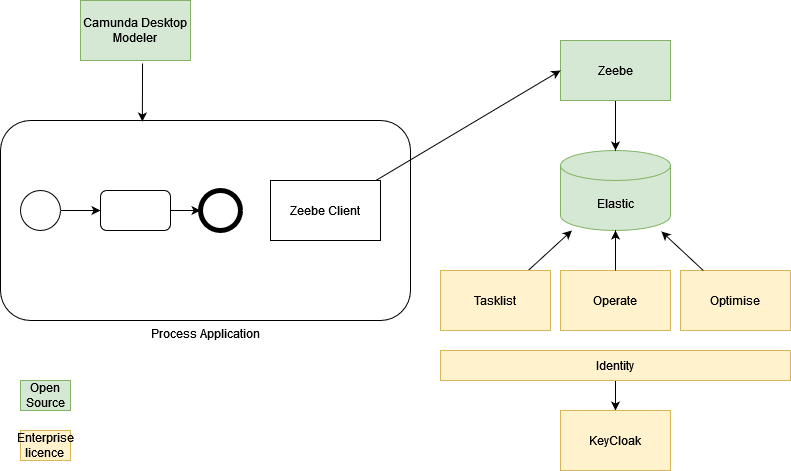 Camunda Desktop
Modeler
Zeebe
Elastic
Zeebe Client
Tasklist
Operate
Optimise
Process Application
Identity
Open
Source
Enterprise
licence
KeyCloak